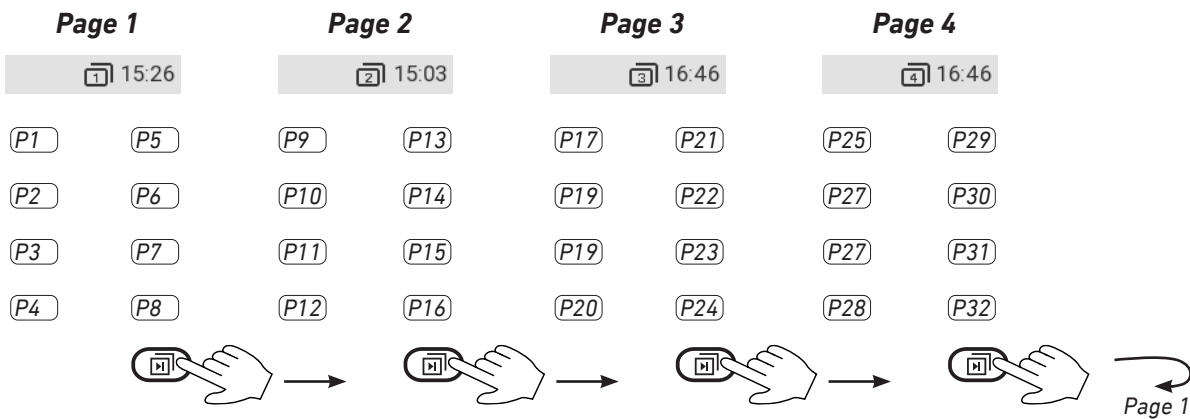 Page 1 Page 2 Page 3 Page 4
1 15:26 2 15:03 3 16:46 4 16:46
P1 P5 P9 P13 P17 P21 P25 P29
P2 P6 P10 P14 P19 P22 P27 P30
P3 P7 P11 P15 P19 P23 P27 P31
P4 P8 P12 P16 P20 P24 P28 P32
Page 1